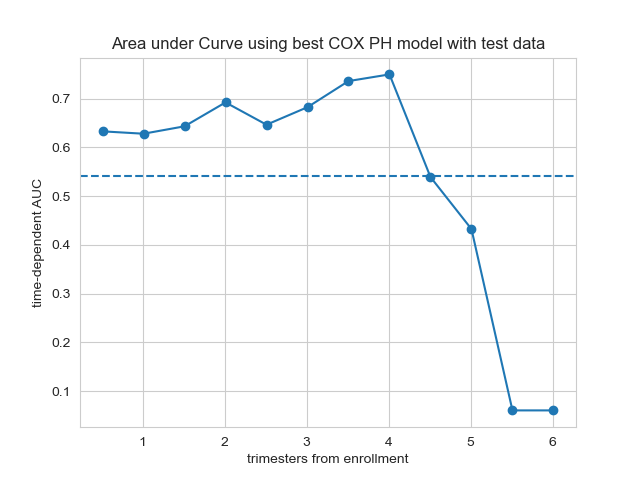 Area under Curve using best COX PH model with test data
time-dependent AUC
0.7
0.6
0.5
0.4
0.3
0.2
0.1
1 2 3 4 5 6
trimesters from enrollment